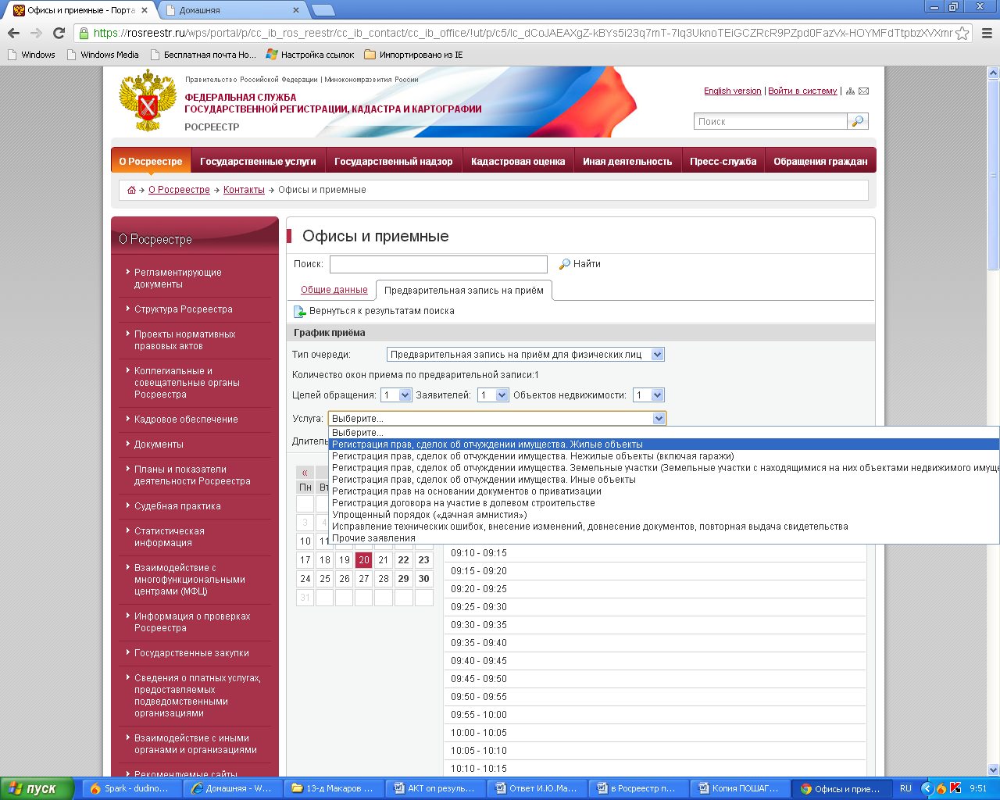 Офисы и приемные - Порта
Домашняя
https://rosreestr.ru/wps/portal/p/cc_ib_ros_reestr/cc_ib_contact/cc_ib_office/!ut/p/c5/
Windows
Windows Media
Бесплатная почта Но...
Настройка ссылок
Импортировано из IE
Правительство Российской Федерации | Минэкономразвития России
ФЕДЕРАЛЬНАЯ СЛУЖБА
ГОСУДАРСТВЕННОЙ РЕГИСТРАЦИИ, КАДАСТРА И КАРТОГРАФИИ
РОСРЕЕСТР
English version | Войти в систему |
Поиск
О Росреестре Государственные услуги Государственный надзор Кадастровая оценка Иная деятельность Пресс-служба Обращения граждан
О Росреестре Контакты Офисы и приемные
О Росреестре
Регламентирующие
документы
Структура Росреестра
Проекты нормативных
правовых актов
Коллегиальные и
совещательные органы
Росреестра
Кадровое обеспечение
Документы
Планы и показатели
деятельности Росреестра
Судебная практика
Статистическая
информация
Взаимодействие с
многофункциональными
центрами (МФЦ)
Информация о проверках
Росреестра
Государственные закупки
Сведения о платных услугах,
предоставляемых
подведомственными
организациями
Взаимодействие с иными
органами и организациями
Рекомендуемые сайты
Офисы и приемные
Поиск:
Найти
Общие данные
Предварительная запись на приём
Вернуться к результатам поиска
График приёма
Тип очереди: Предварительная запись на приём для физических лиц
Количество окон приема по предварительной записи:1
Целей обращения: 1 Заявителей: 1 Объектов недвижимости: 1
Услуга: Выберите...
Выберите...
Регистрация прав, сделок об отчуждении имущества. Жилые объекты
Регистрация прав, сделок об отчуждении имущества. Нежилые объекты (включая гаражи)
Регистрация прав, сделок об отчуждении имущества. Земельные участки (Земельные участки с находящимися на них объектами недвижимого имуще
Регистрация прав, сделок об отчуждении имущества. Иные объекты
Регистрация прав на основании документов о приватизации
Регистрация договора на участие в долевом строительстве
Упрощенный порядок («дачная амнистия»)
Исправление технических ошибок, внесение изменений, довнесение документов, повторная выдача свидетельства
Прочие заявления
Длитель
«
Пн Вт
3 4
10 11
17 18 19 20 21 22 23
24 25 26 27 28 29 30
31
09:10 - 09:15
09:15 - 09:20
09:20 - 09:25
09:25 - 09:30
09:30 - 09:35
09:35 - 09:40
09:40 - 09:45
09:45 - 09:50
09:50 - 09:55
09:55 - 10:00
10:00 - 10:05
10:05 - 10:10
10:10 - 10:15
пуск
Spark - dudino...
Домашняя - W...
13-д Макаров ...
АКТ оп резуль...
Ответ И.Ю.Ма...
в Росреестр п...
Копия ПОШАГ...
Офисы и прие...
RU
9:51